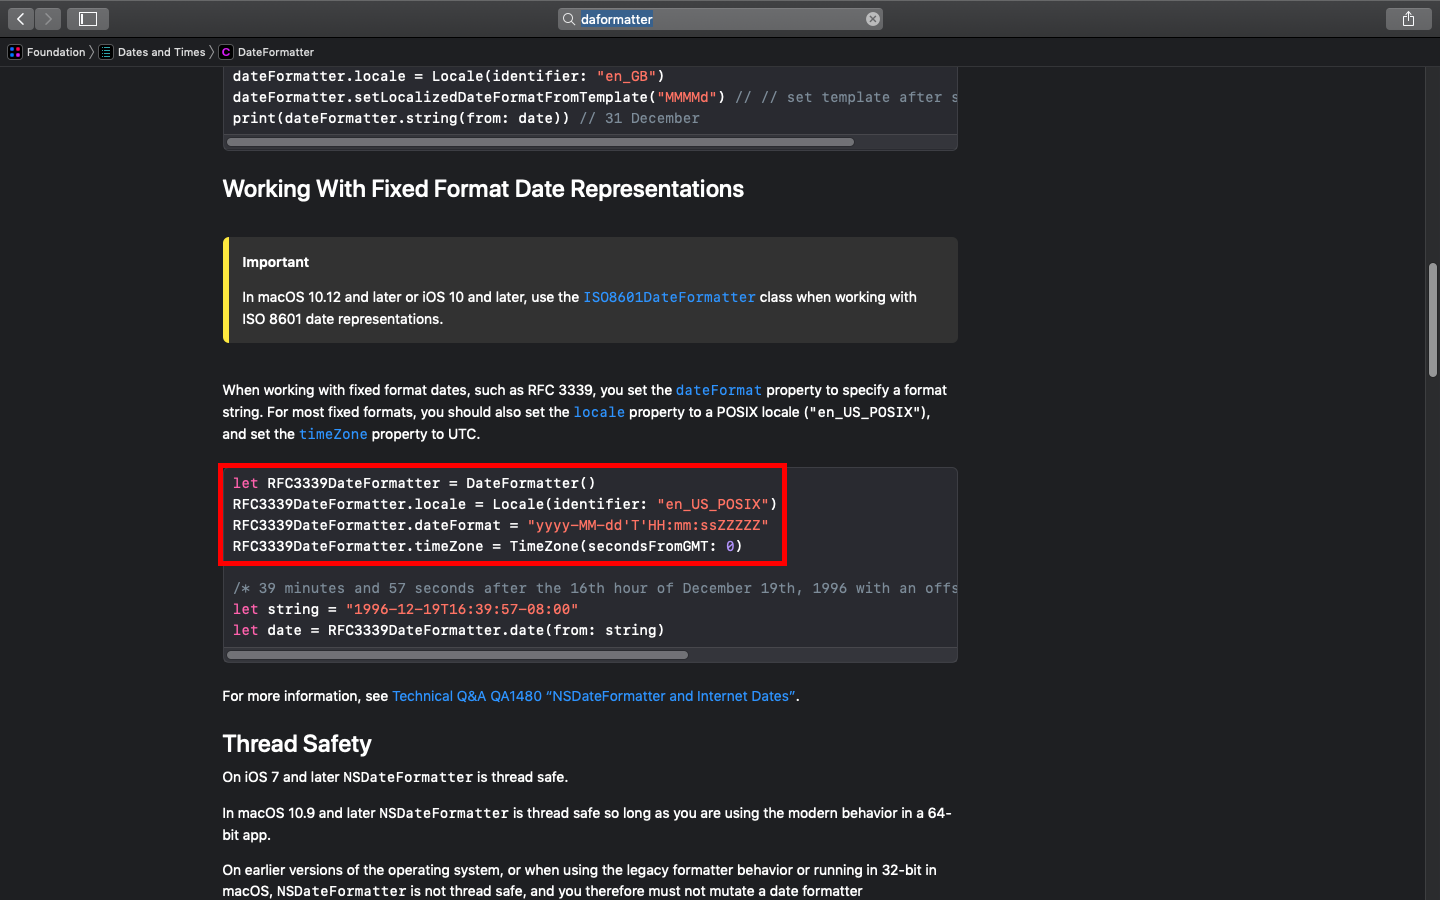 daformatter
Foundation
Dates and Times
DateFormatter
dateFormatter.locale = Locale(identifier: "en_GB")
dateFormatter.setLocalizedDateFormatFromTemplate("MMMMd") // // set template after s
print(dateFormatter.string(from: date)) // 31 December
Working With Fixed Format Date Representations
Important
In macOS 10.12 and later or iOS 10 and later, use the ISO8601DateFormatter class when working with
ISO 8601 date representations.
When working with fixed format dates, such as RFC 3339, you set the dateFormat property to specify a format
string. For most fixed formats, you should also set the locale property to a POSIX locale ("en_US_POSIX"),
and set the timeZone property to UTC.
let RFC3339DateFormatter = DateFormatter()
RFC3339DateFormatter.locale = Locale(identifier: "en_US_POSIX")
RFC3339DateFormatter.dateFormat = "yyyy-MM-dd'T'HH:mm:ssZZZZZ"
RFC3339DateFormatter.timeZone = TimeZone(secondsFromGMT: 0)
/* 39 minutes and 57 seconds after the 16th hour of December 19th, 1996 with an offs
let string = "1996-12-19T16:39:57-08:00"
let date = RFC3339DateFormatter.date(from: string)
For more information, see Technical Q&A QA1480 “NSDateFormatter and Internet Dates”.
Thread Safety
On iOS 7 and later NSDateFormatter is thread safe.
In macOS 10.9 and later NSDateFormatter is thread safe so long as you are using the modern behavior in a 64-
bit app.
On earlier versions of the operating system, or when using the legacy formatter behavior or running in 32-bit in
macOS, NSDateFormatter is not thread safe, and you therefore must not mutate a date formatter